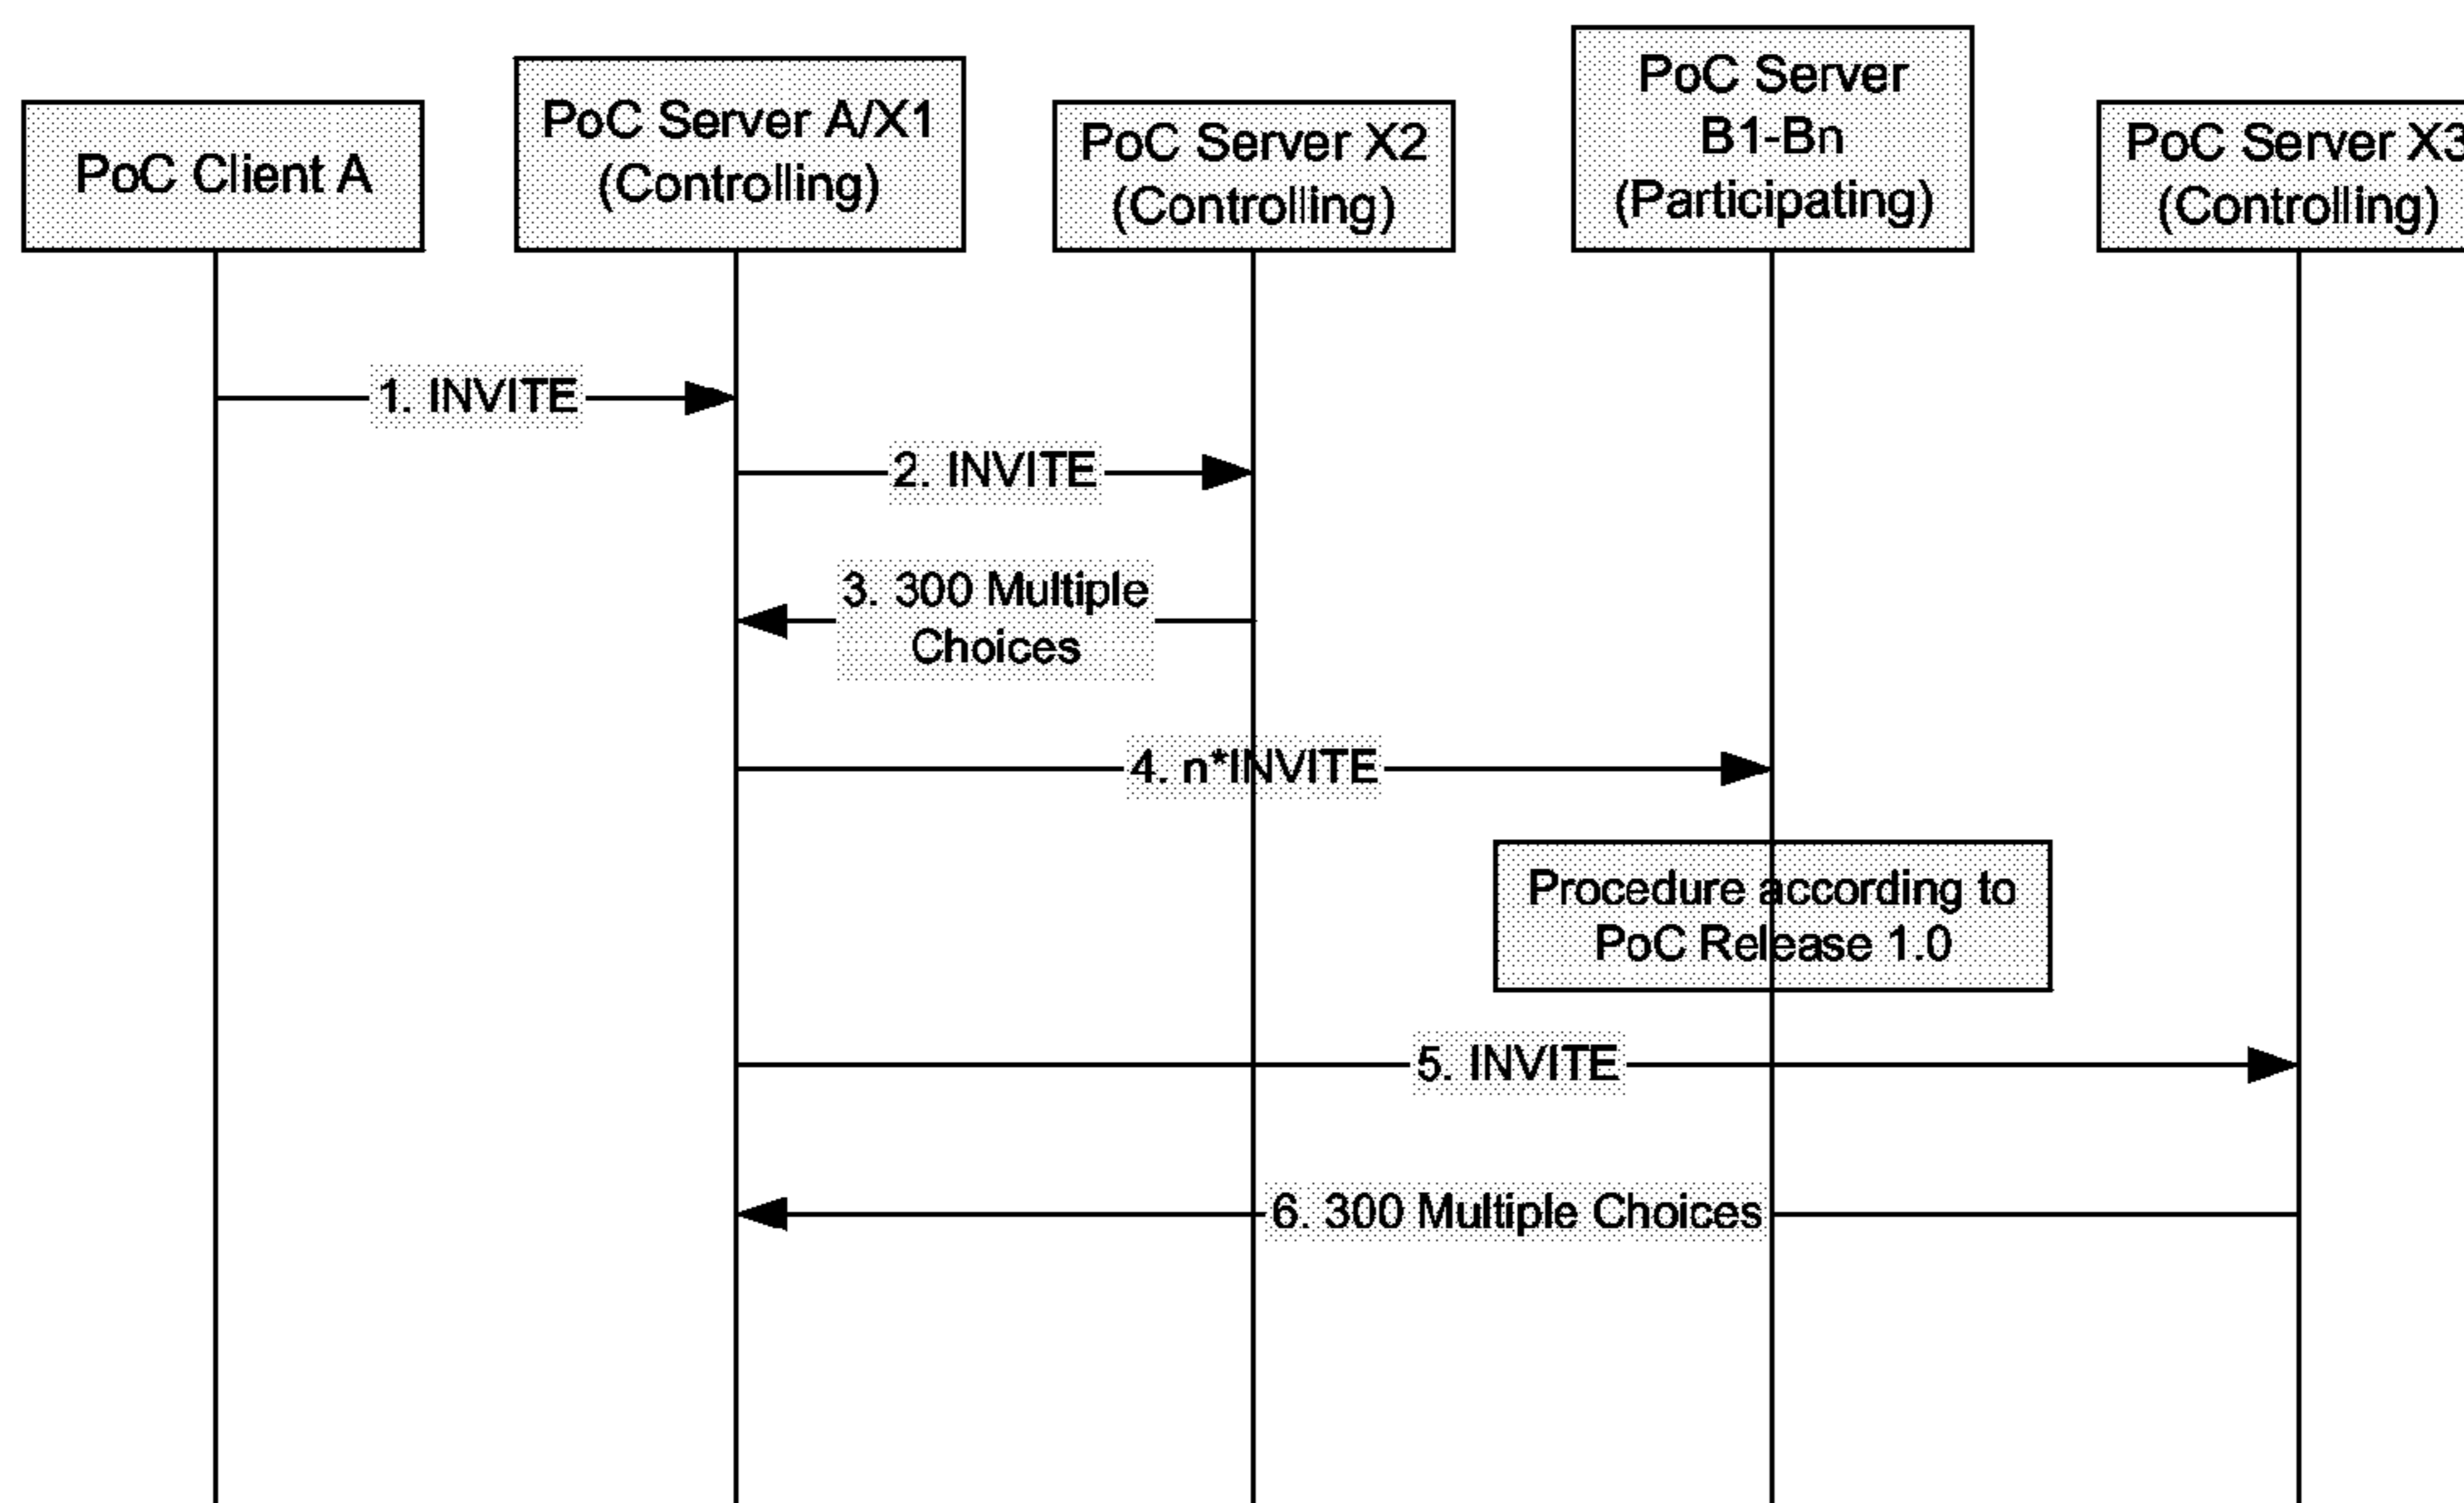 PoC Client A
PoC Server A/X1
(Controlling)
PoC Server X2
(Controlling)
PoC Server
B1-Bn
(Participating)
PoC Server X3
(Controlling)
1. INVITE
2. INVITE
3. 300 Multiple
Choices
4. n*INVITE
Procedure according to
PoC Release 1.0
5. INVITE
6. 300 Multiple Choices